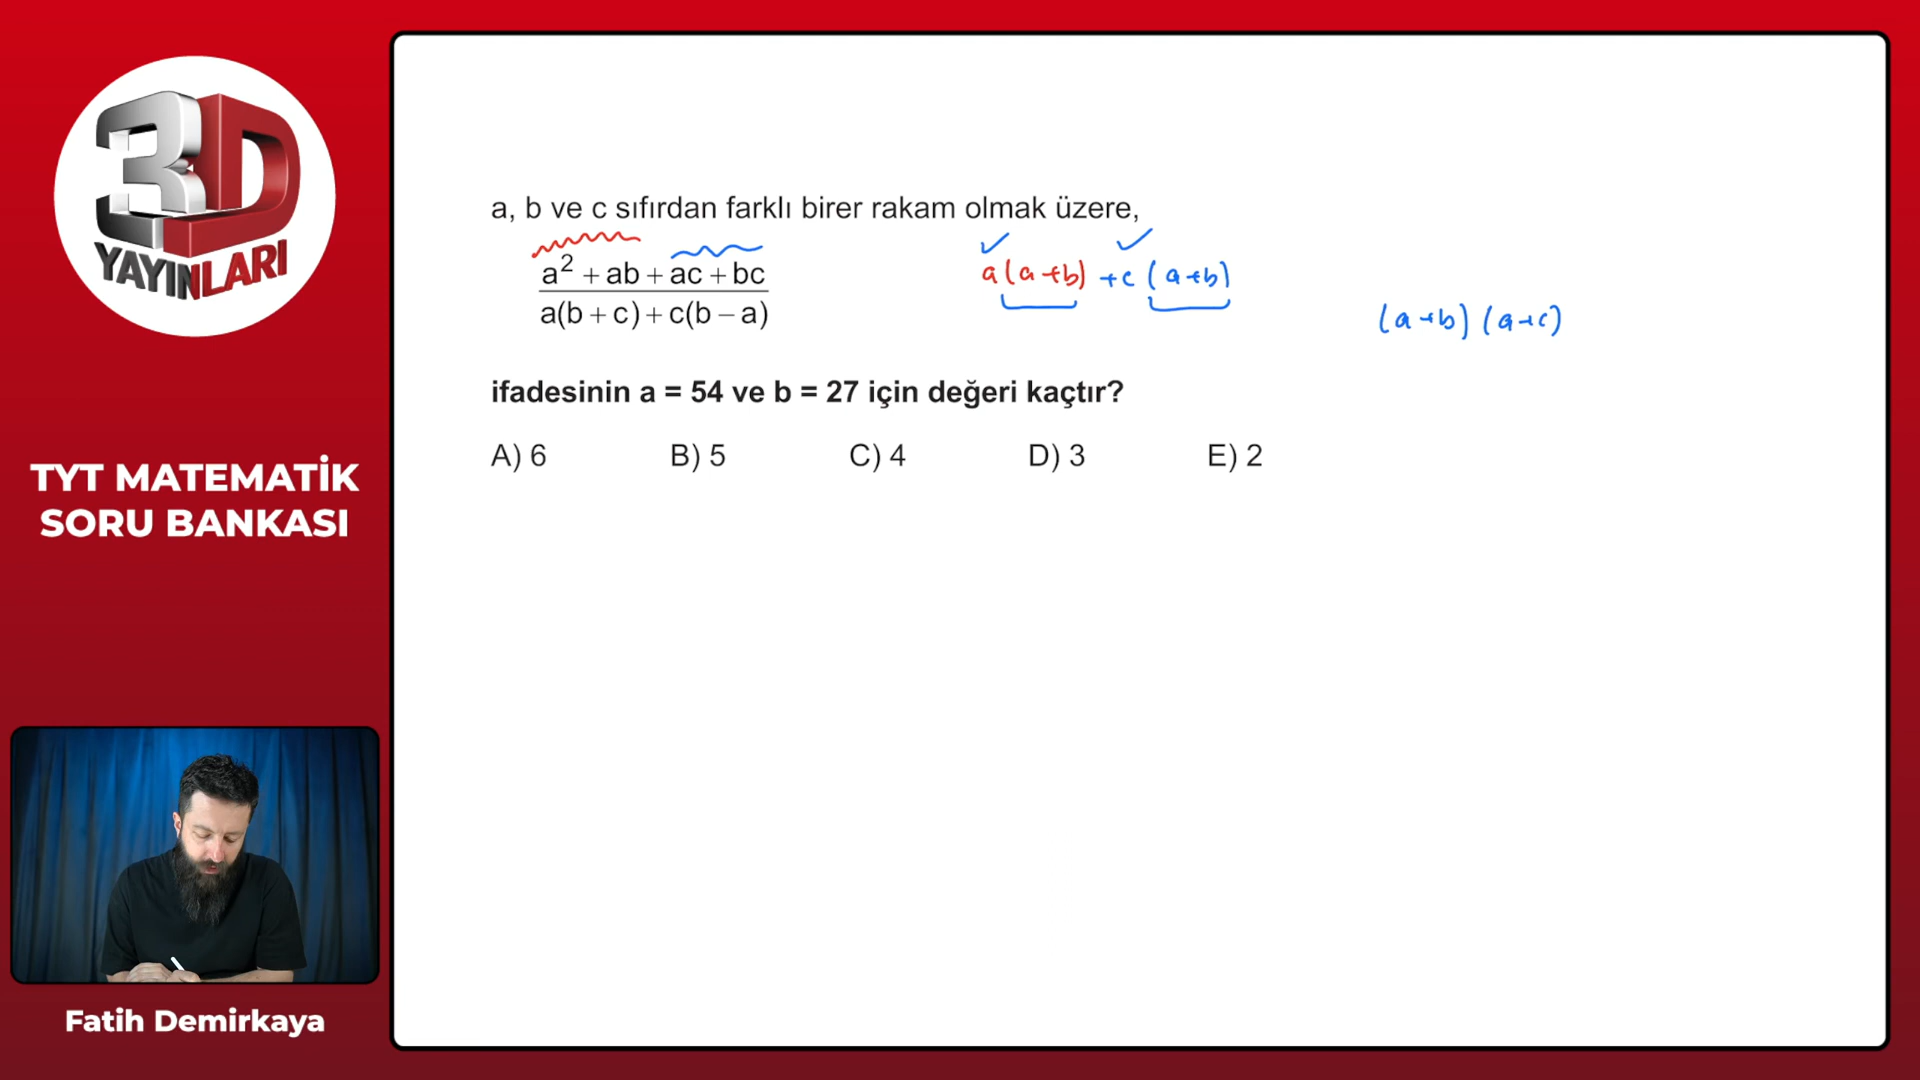 3D
YAYINLARI
TYT MATEMATİK
SORU BANKASI
Fatih Demirkaya
a, b ve c sıfırdan farklı birer rakam olmak üzere,
a² + ab + ac + bc
a(b + c) + c(b – a)
a(a+b) + c(a+b)
(a+b)(a+c)
ifadesinin a = 54 ve b = 27 için değeri kaçtır?
A) 6 B) 5 C) 4 D) 3 E) 2